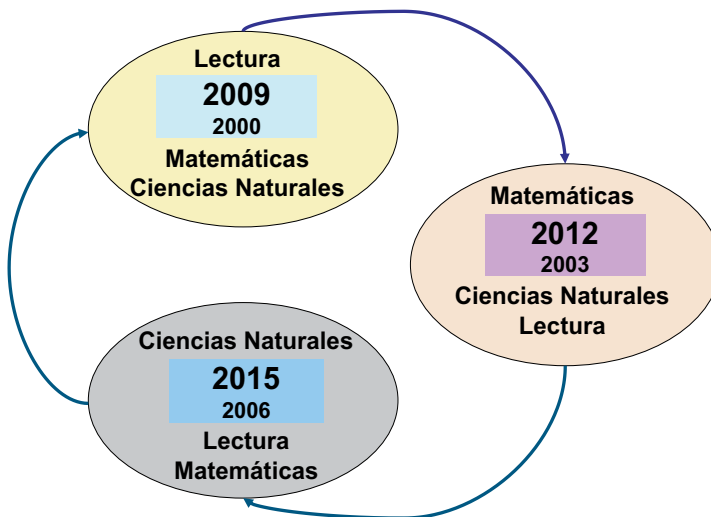 Lectura
2009
2000
Matemáticas
Ciencias Naturales
Matemáticas
2012
2003
Ciencias Naturales
Lectura
Ciencias Naturales
2015
2006
Lectura
Matemáticas